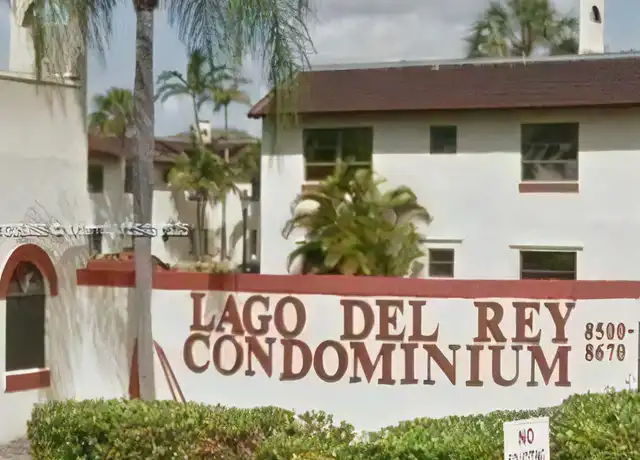 LAGO DEL REY
CONDOMINIUM
8500-
8670
NO